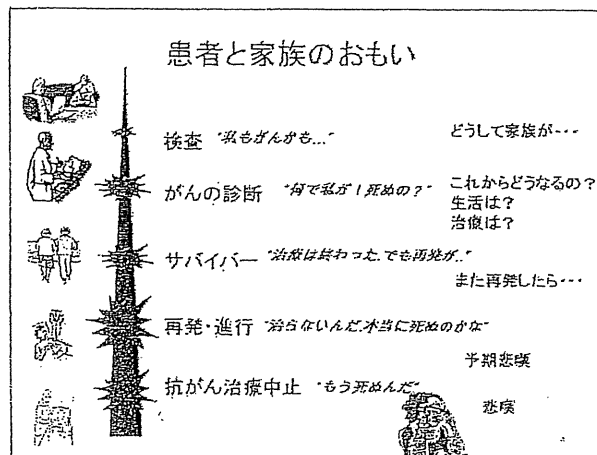 患者と家族のおもい
検査 "私もがんかも..."
どうして家族が・・・
がんの診断 "何で私が!死ぬの?"
これからどうなるの?
生活は?
治療は?
サバイバー "治療は終わった、でも再発が.."
また再発したら・・・
再発・進行 "治らないんだ、本当に死ぬのかな"
予期悲嘆
抗がん治療中止 "もう死ぬんだ"
悲嘆